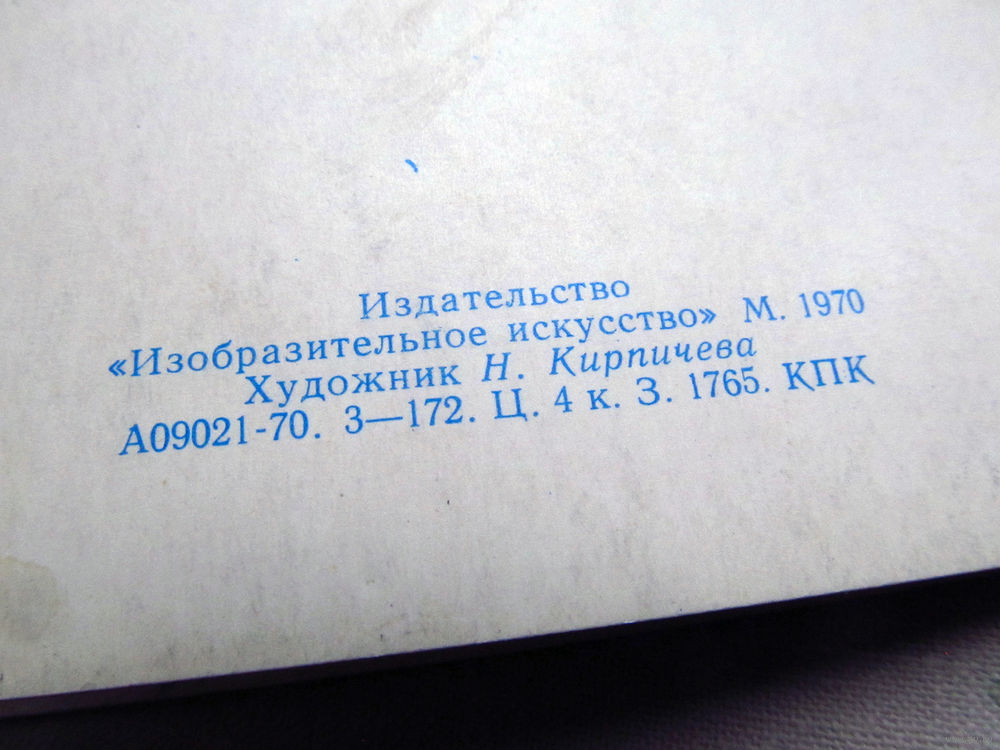 Издательство
«Изобразительное искусство» М. 1970
Художник Н. Кирпичева
А09021-70. 3—172. Ц. 4 к. З. 1765. КПК